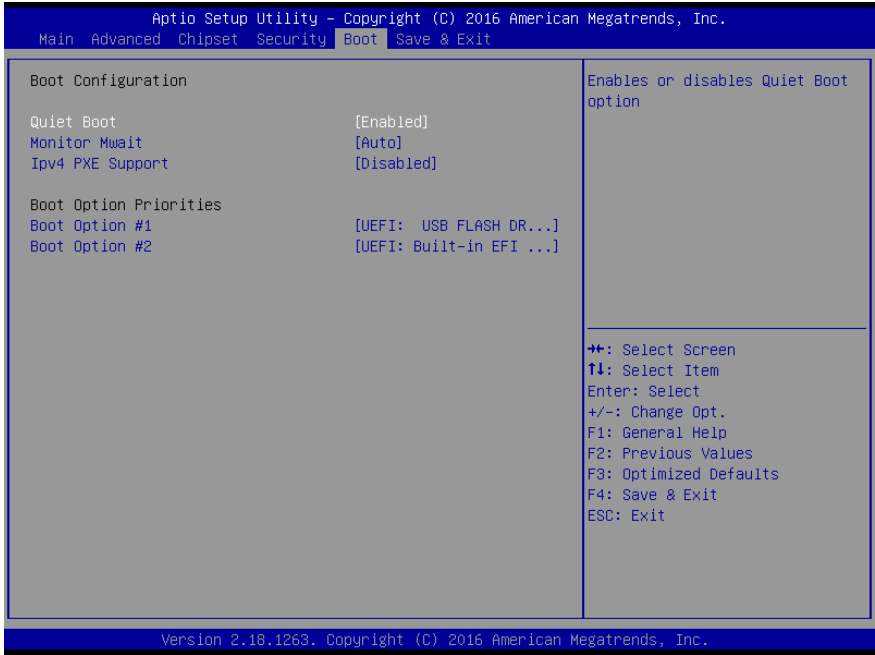 Aptio Setup Utility – Copyright (C) 2016 American Megatrends, Inc.
Main Advanced Chipset Security Boot Save & Exit
Boot Configuration
Quiet Boot [Enabled]
Monitor Mwait [Auto]
Ipv4 PXE Support [Disabled]
Boot Option Priorities
Boot Option #1 [UEFI: USB FLASH DR...]
Boot Option #2 [UEFI: Built-in EFI ...]
Enables or disables Quiet Boot
option
→←: Select Screen
↑↓: Select Item
Enter: Select
+/-: Change Opt.
F1: General Help
F2: Previous Values
F3: Optimized Defaults
F4: Save & Exit
ESC: Exit
Version 2.18.1263. Copyright (C) 2016 American Megatrends, Inc.